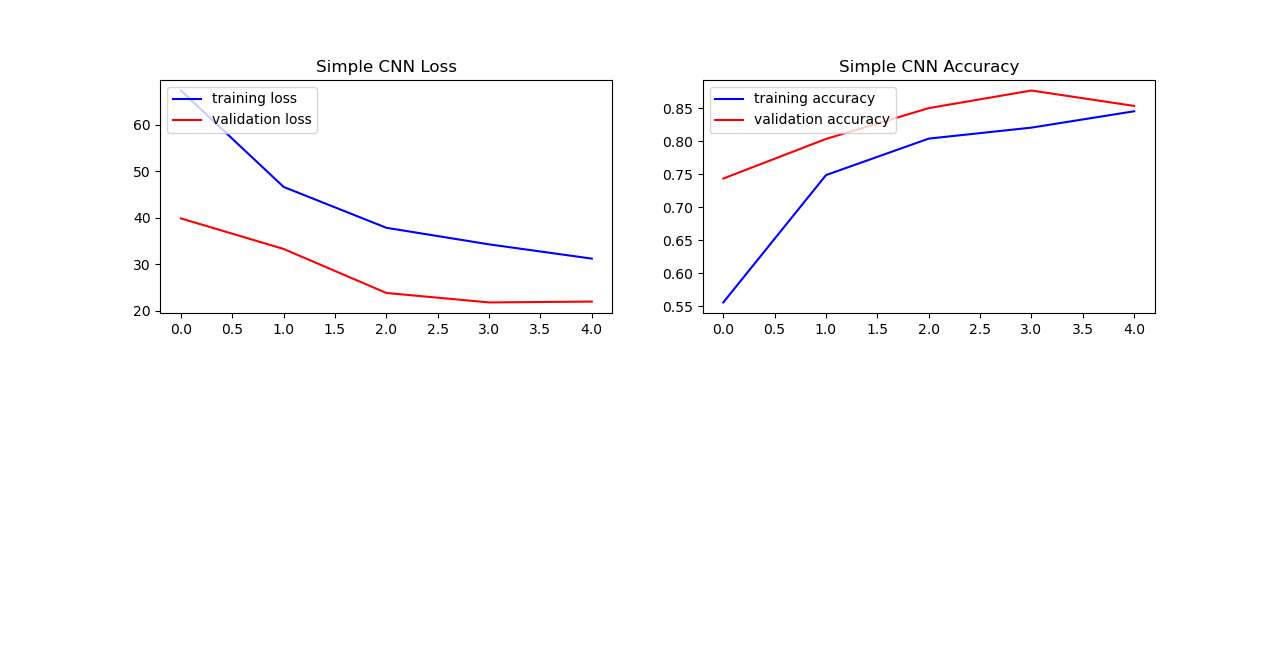 Simple CNN Loss
training loss
validation loss
60
50
40
30
20
0.0 0.5 1.0 1.5 2.0 2.5 3.0 3.5 4.0
Simple CNN Accuracy
training accuracy
validation accuracy
0.85
0.80
0.75
0.70
0.65
0.60
0.55
0.0 0.5 1.0 1.5 2.0 2.5 3.0 3.5 4.0